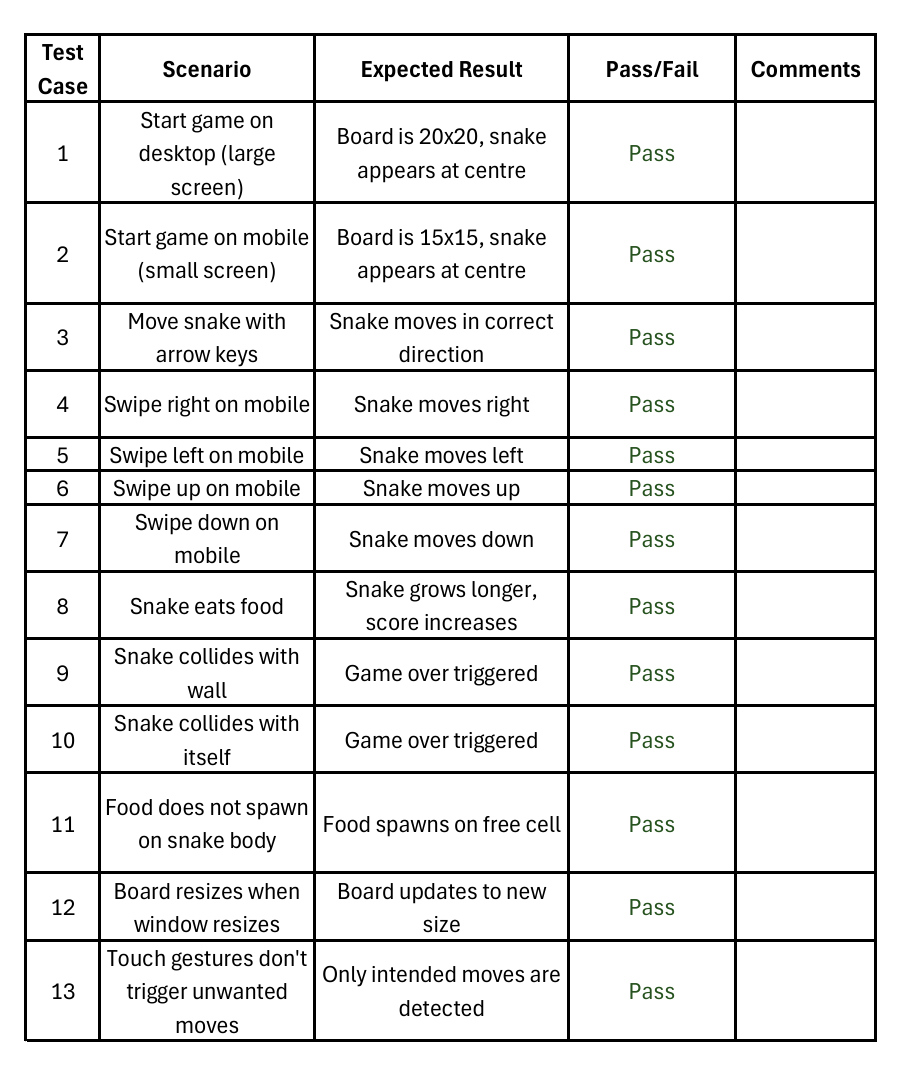 Test Case Scenario Expected Result Pass/Fail Comments
1 Start game on desktop (large screen) Board is 20x20, snake appears at centre Pass
2 Start game on mobile (small screen) Board is 15x15, snake appears at centre Pass
3 Move snake with arrow keys Snake moves in correct direction Pass
4 Swipe right on mobile Snake moves right Pass
5 Swipe left on mobile Snake moves left Pass
6 Swipe up on mobile Snake moves up Pass
7 Swipe down on mobile Snake moves down Pass
8 Snake eats food Snake grows longer, score increases Pass
9 Snake collides with wall Game over triggered Pass
10 Snake collides with itself Game over triggered Pass
11 Food does not spawn on snake body Food spawns on free cell Pass
12 Board resizes when window resizes Board updates to new size Pass
13 Touch gestures don't trigger unwanted moves Only intended moves are detected Pass